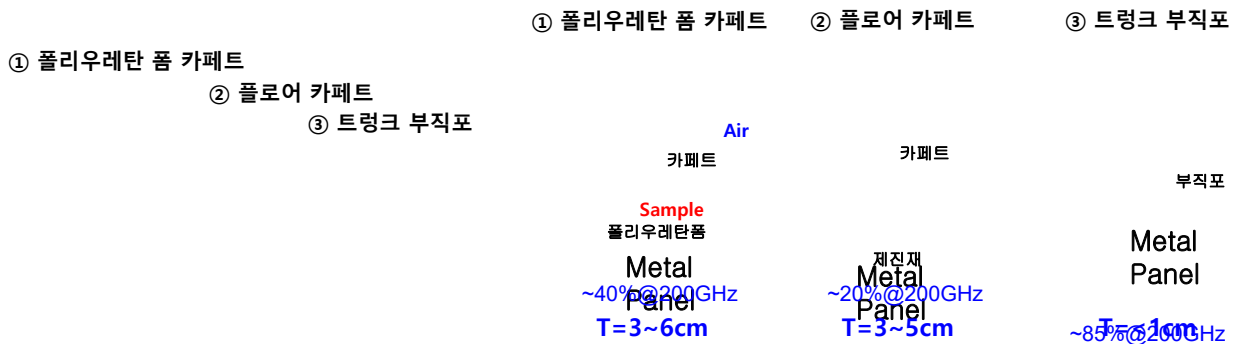 ① 폴리우레탄 폼 카페트
② 플로어 카페트
③ 트렁크 부직포
① 폴리우레탄 폼 카페트
② 플로어 카페트
③ 트렁크 부직포
Air
카페트
Sample
폴리우레탄폼
Metal
Panel
~40%@200GHz
T=3~6cm
카페트
제진재
Metal
Panel
~20%@200GHz
T=3~5cm
부직포
Metal
Panel
T=≤1cm
~85%@200GHz